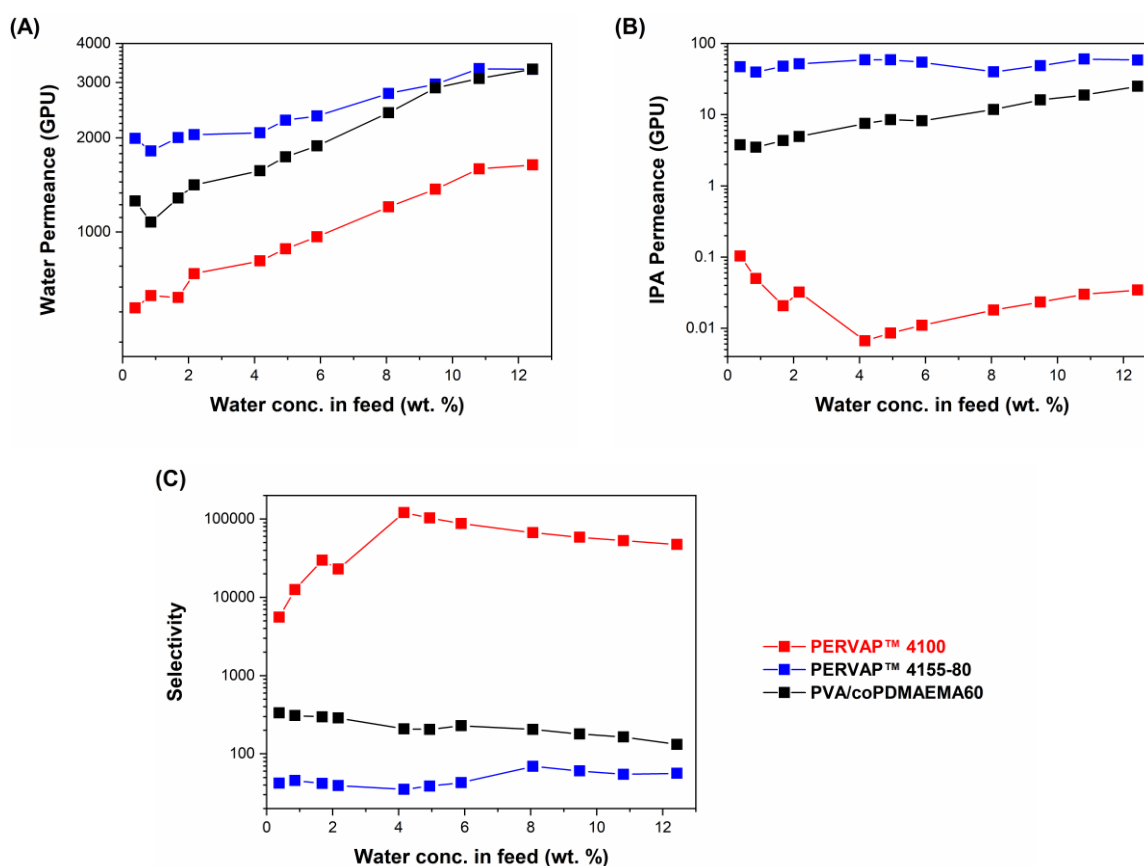 (A)
4000
3000
2000
1000
Water Permeance (GPU)
0 2 4 6 8 10 12
Water conc. in feed (wt. %)
(B)
100
10
1
0.1
0.01
IPA Permeance (GPU)
0 2 4 6 8 10 12
Water conc. in feed (wt. %)
(C)
100000
10000
1000
100
Selectivity
0 2 4 6 8 10 12
Water conc. in feed (wt. %)
PERVAP™ 4100
PERVAP™ 4155-80
PVA/coPDMAEMA60